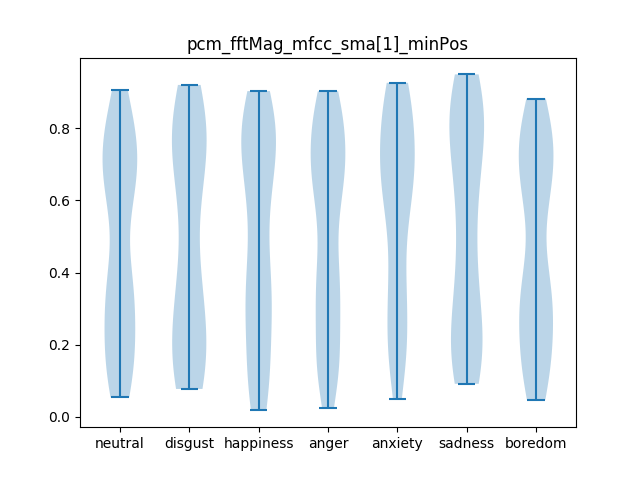 pcm_fftMag_mfcc_sma[1]_minPos
0.8
0.6
0.4
0.2
0.0
neutral disgust happiness anger anxiety sadness boredom